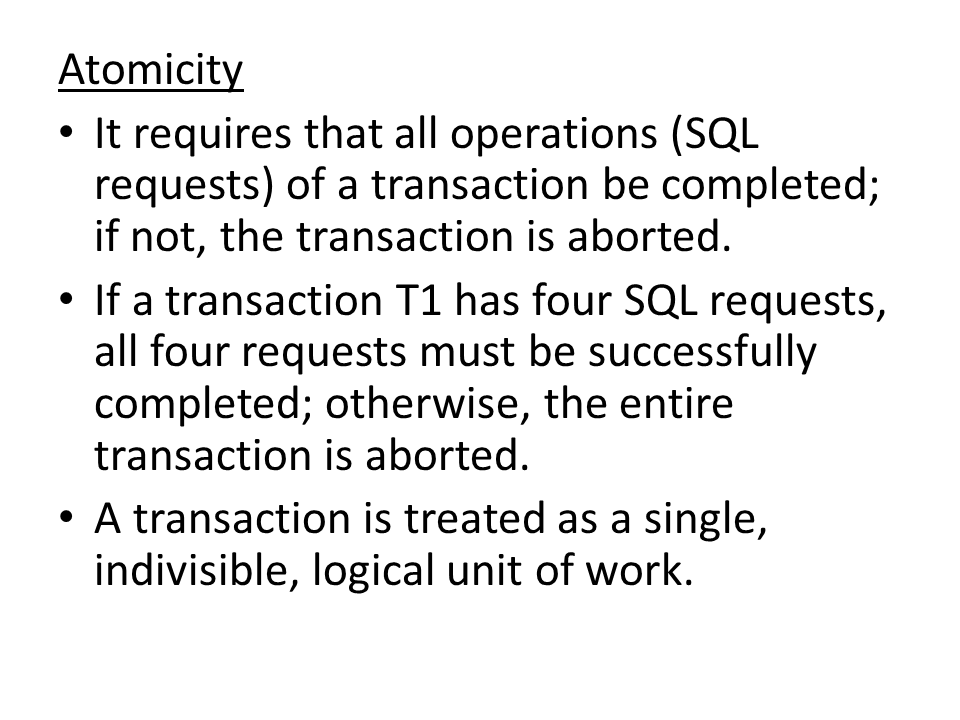 Atomicity
• It requires that all operations (SQL
requests) of a transaction be completed;
if not, the transaction is aborted.
• If a transaction T1 has four SQL requests,
all four requests must be successfully
completed; otherwise, the entire
transaction is aborted.
• A transaction is treated as a single,
indivisible, logical unit of work.